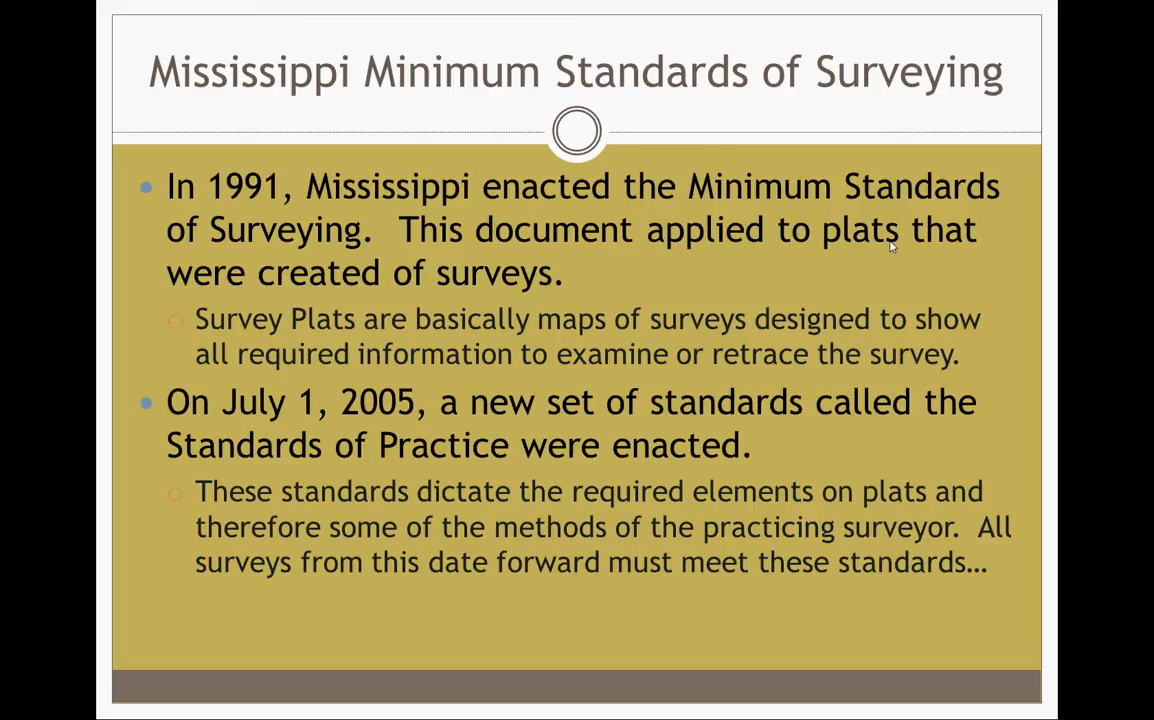 Mississippi Minimum Standards of Surveying
In 1991, Mississippi enacted the Minimum Standards
of Surveying.  This document applied to plats that
were created of surveys.
Survey Plats are basically maps of surveys designed to show
all required information to examine or retrace the survey.
On July 1, 2005, a new set of standards called the
Standards of Practice were enacted.
These standards dictate the required elements on plats and
therefore some of the methods of the practicing surveyor.  All
surveys from this date forward must meet these standards…